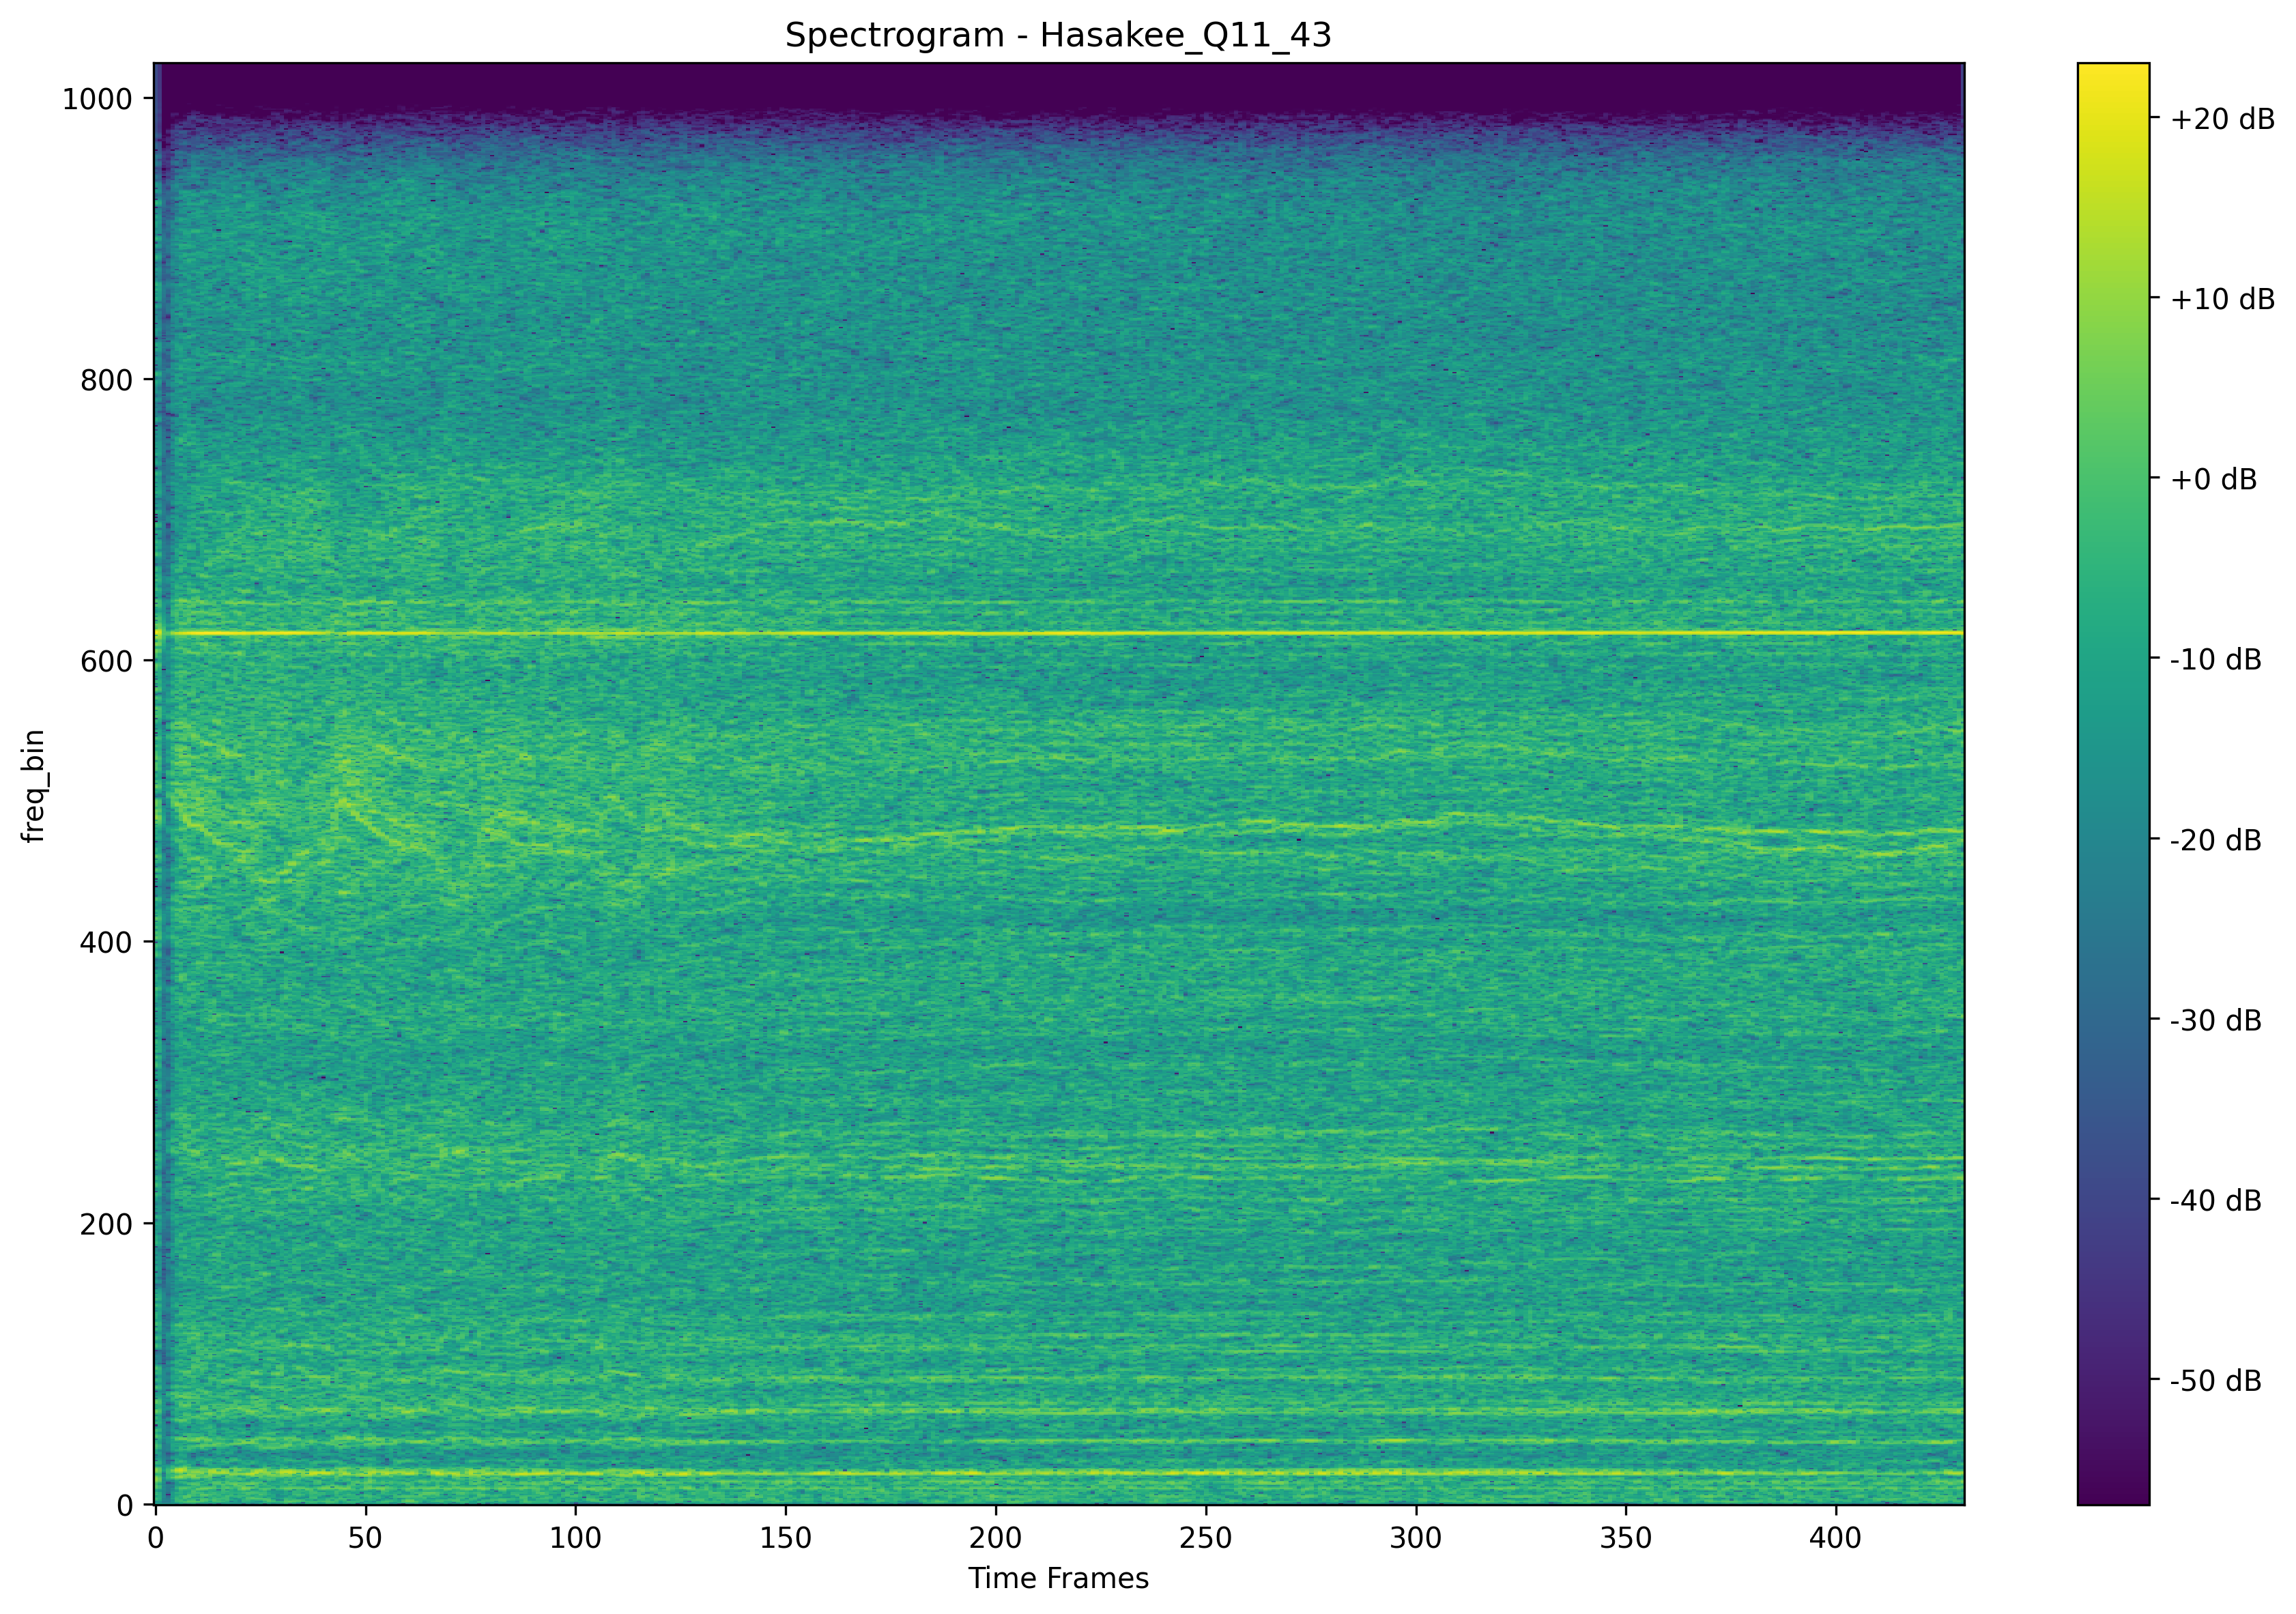 Spectrogram - Hasakee_Q11_43
1000
800
600
400
200
0
freq_bin
0 50 100 150 200 250 300 350 400
Time Frames
+20 dB
+10 dB
+0 dB
-10 dB
-20 dB
-30 dB
-40 dB
-50 dB